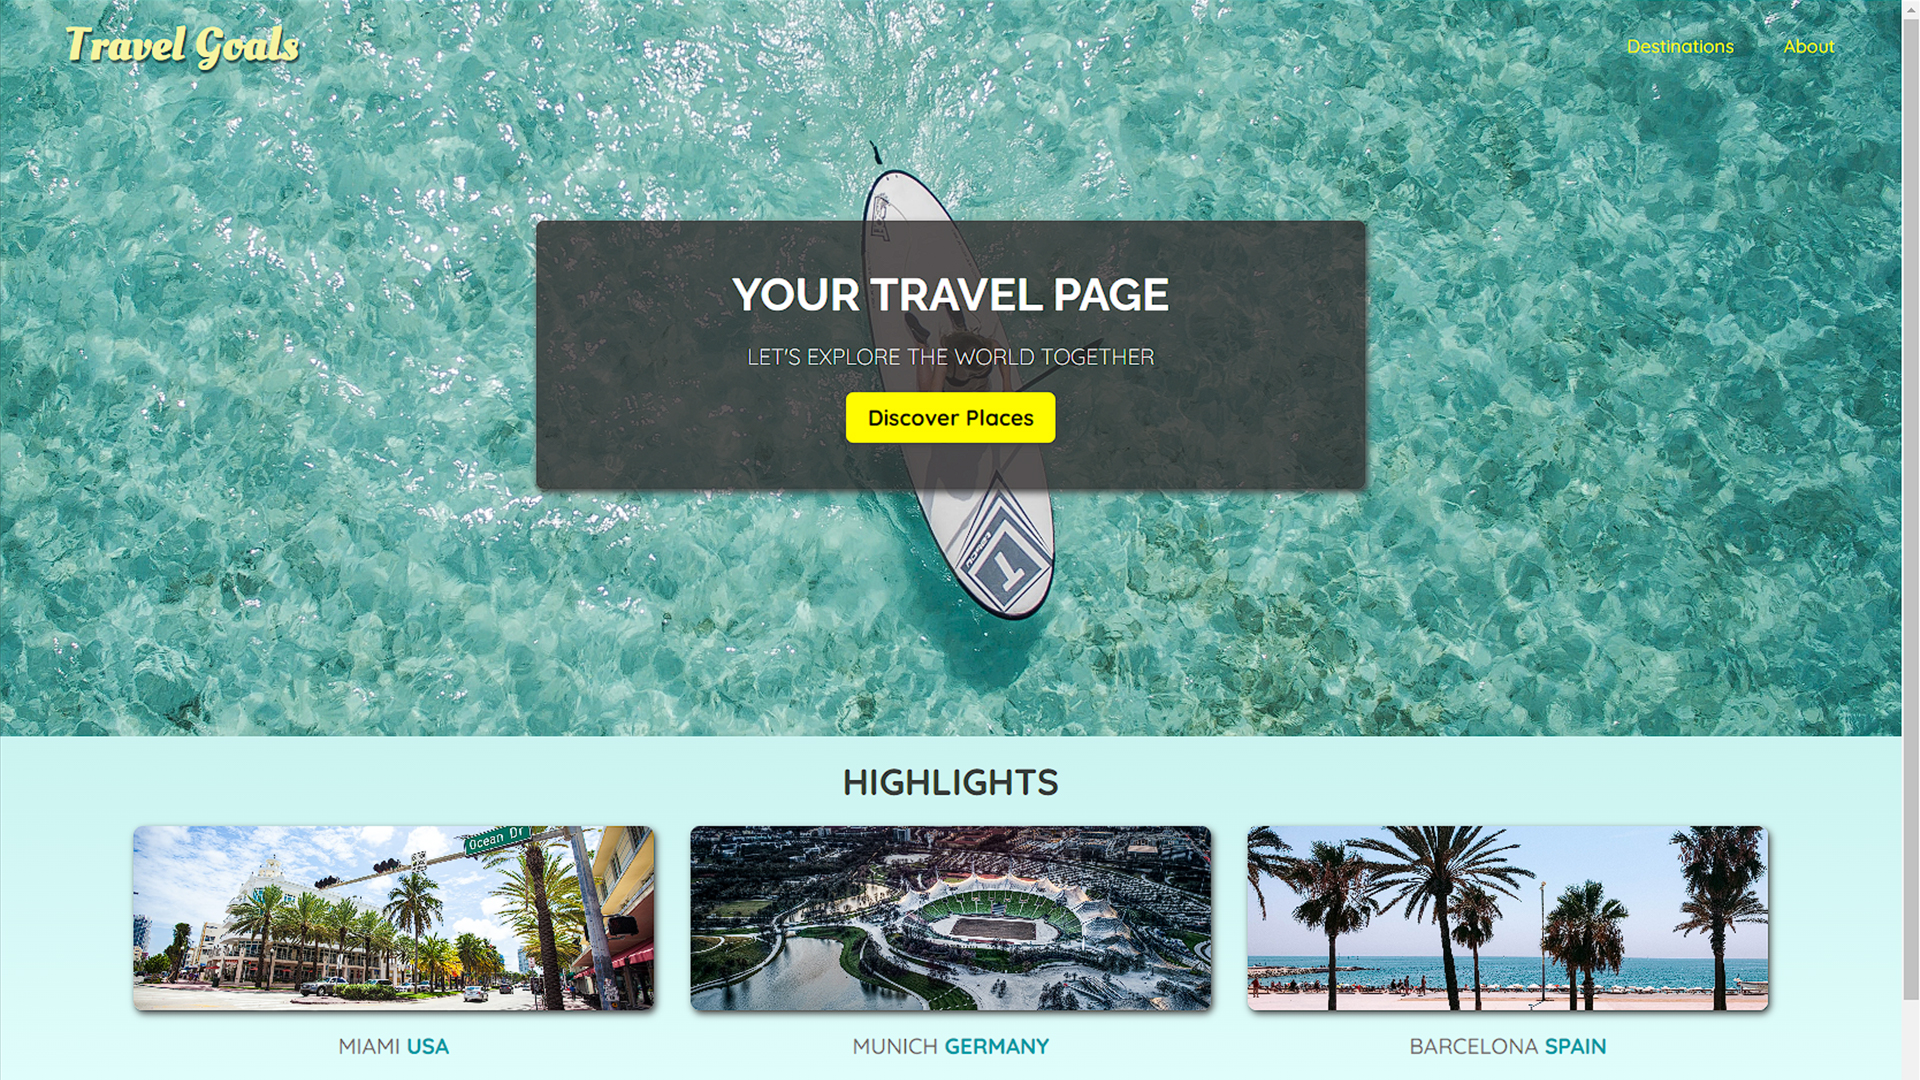 Travel Goals
Destinations
About
YOUR TRAVEL PAGE
LET'S EXPLORE THE WORLD TOGETHER
Discover Places
HIGHLIGHTS
Ocean Dr
MIAMI USA
MUNICH GERMANY
BARCELONA SPAIN